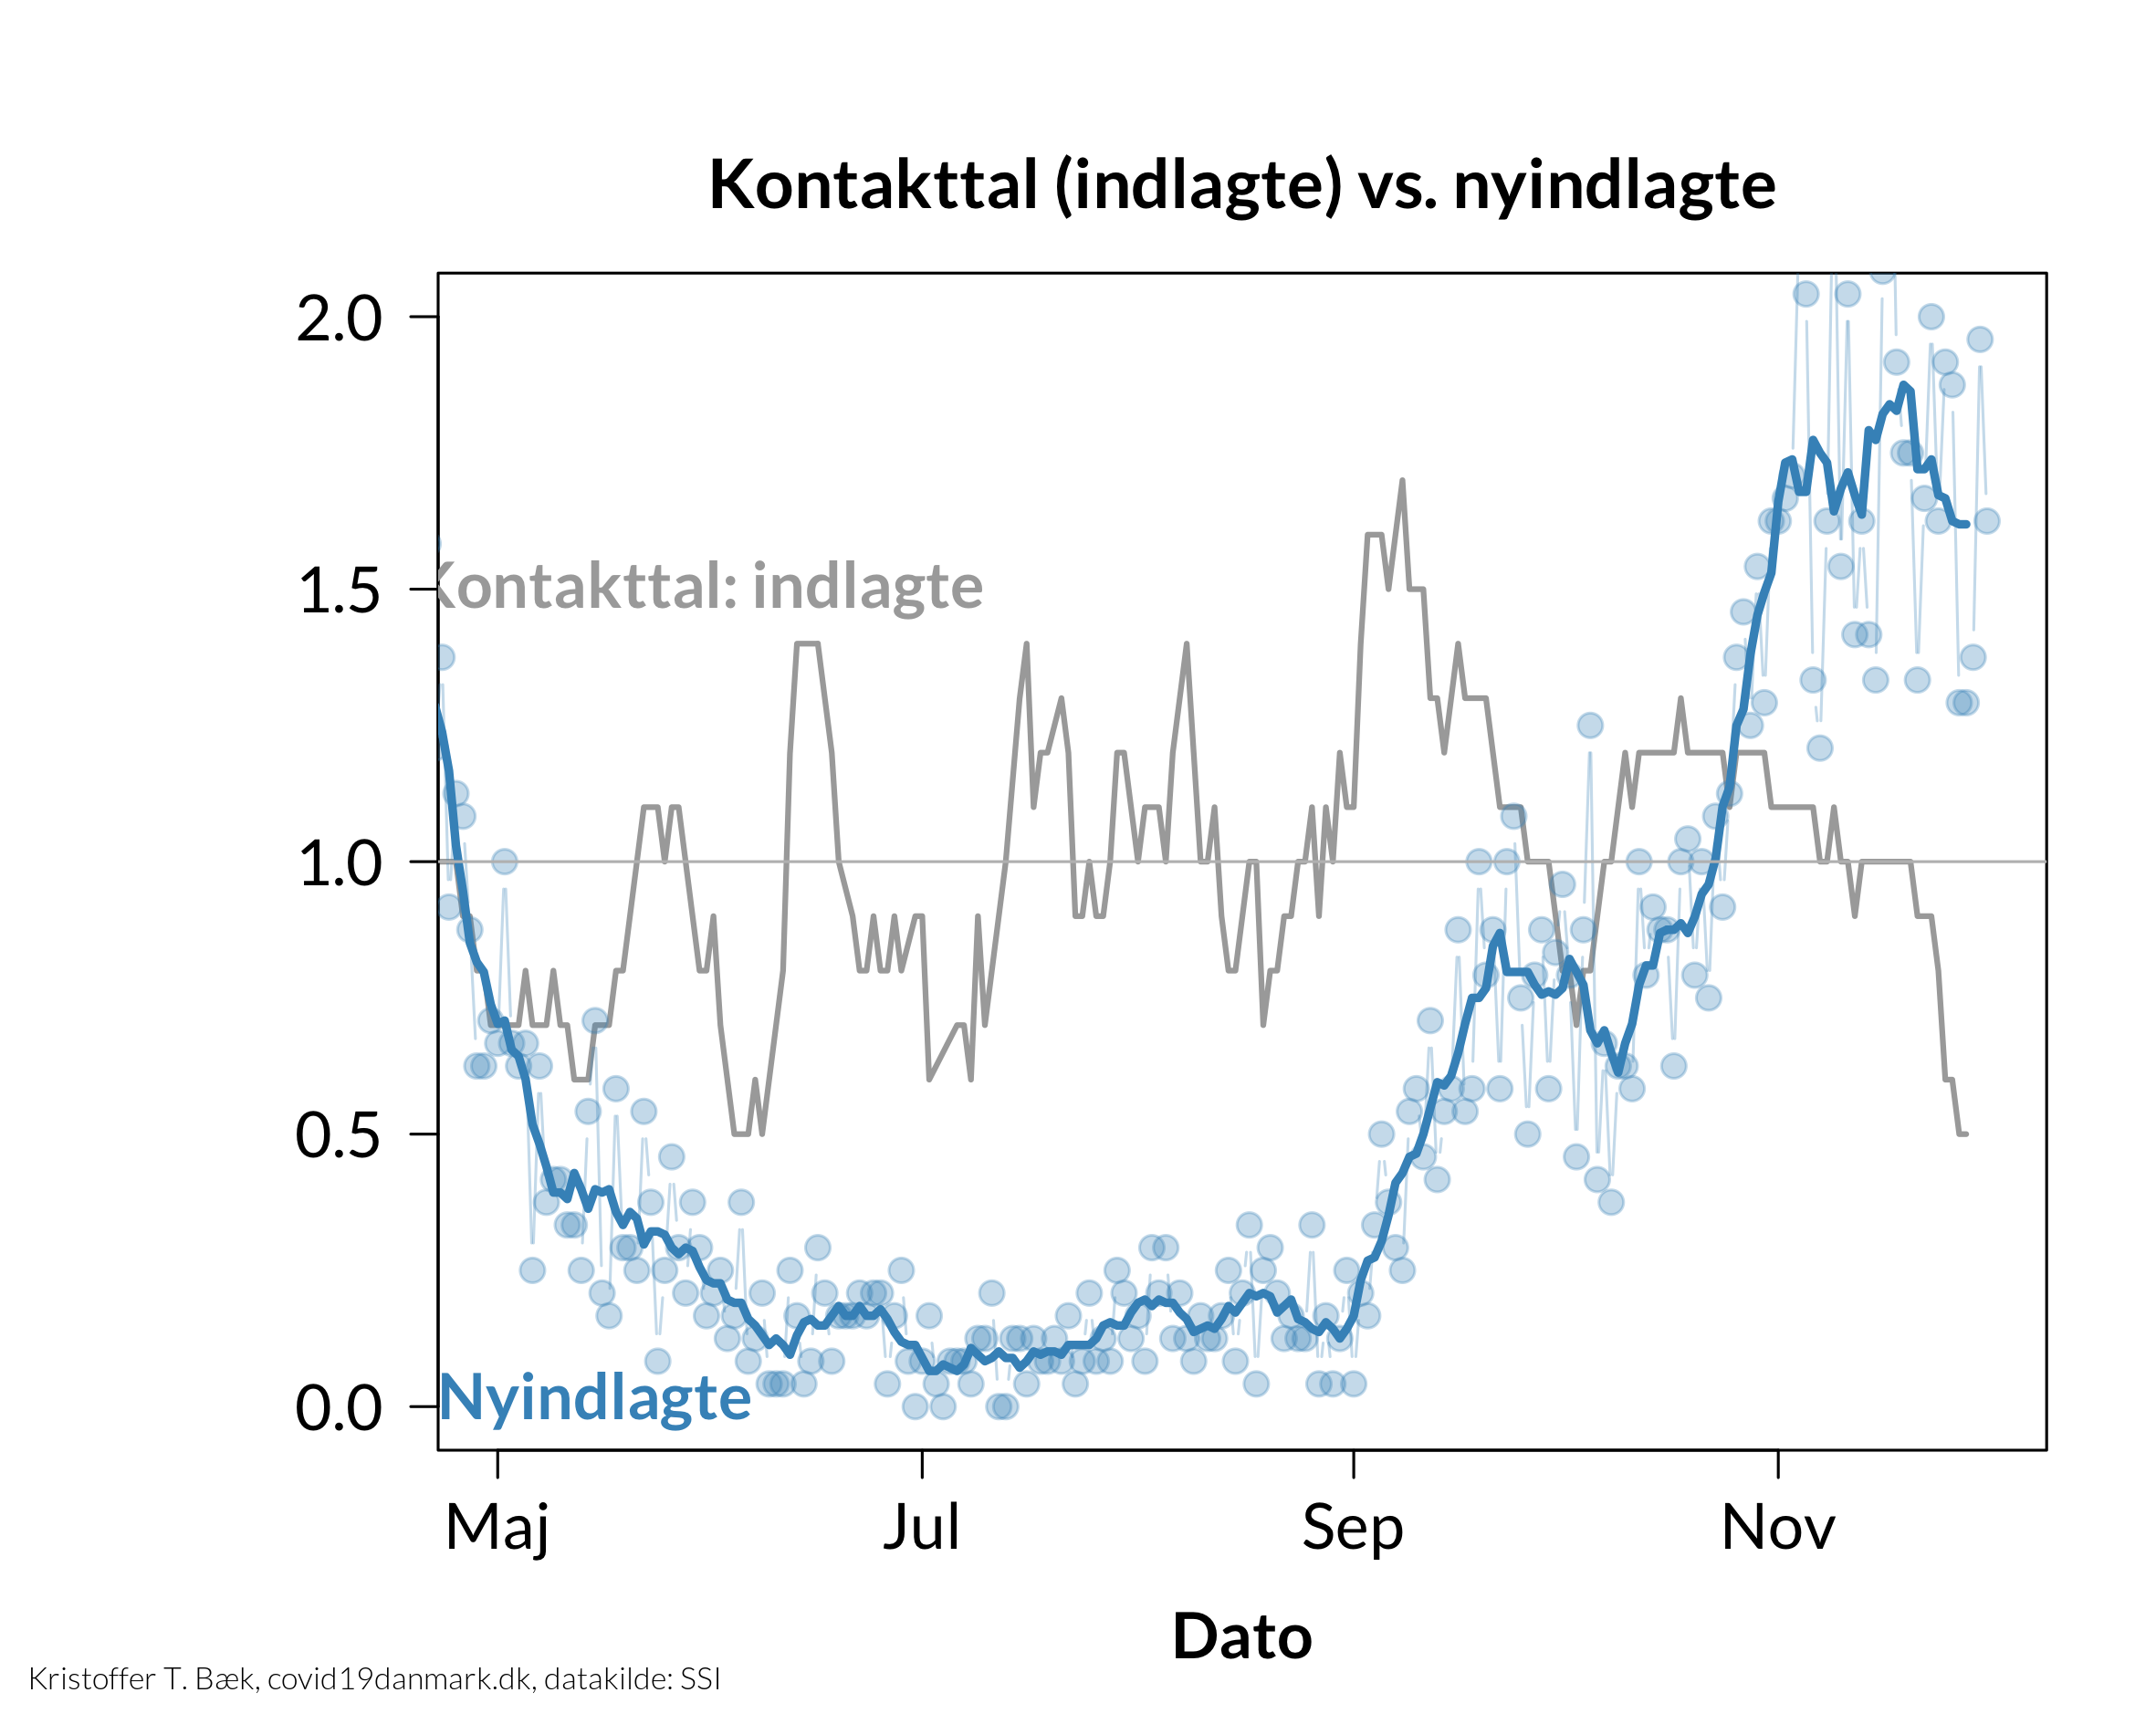 Kontakttal (indlagte) vs. nyindlagte
2.0
1.5
1.0
0.5
0.0
Kontakttal: indlagte
Nyindlagte
Maj Jul Sep Nov
Dato
Kristoffer T. Bæk, covid19danmark.dk, datakilde: SSI